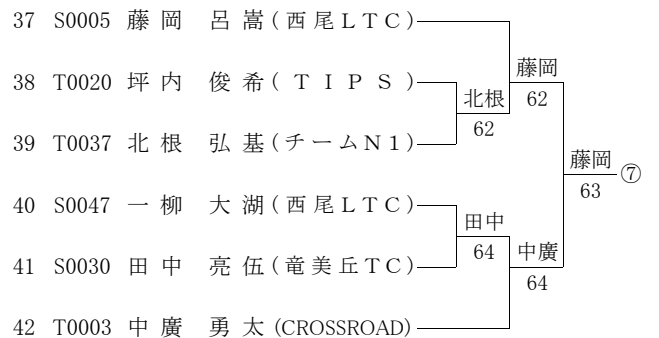 37 S0005 藤岡 呂嵩(西尾LTC)
藤岡
38 T0020 坪内 俊希(TIPS)
北根
62
62
39 T0037 北根 弘基(チームN1)
藤岡
⑦
63
40 S0047 一柳 大湖(西尾LTC)
田中
64
中廣
41 S0030 田中 亮伍(竜美丘TC)
64
42 T0003 中廣 勇太(CROSSROAD)